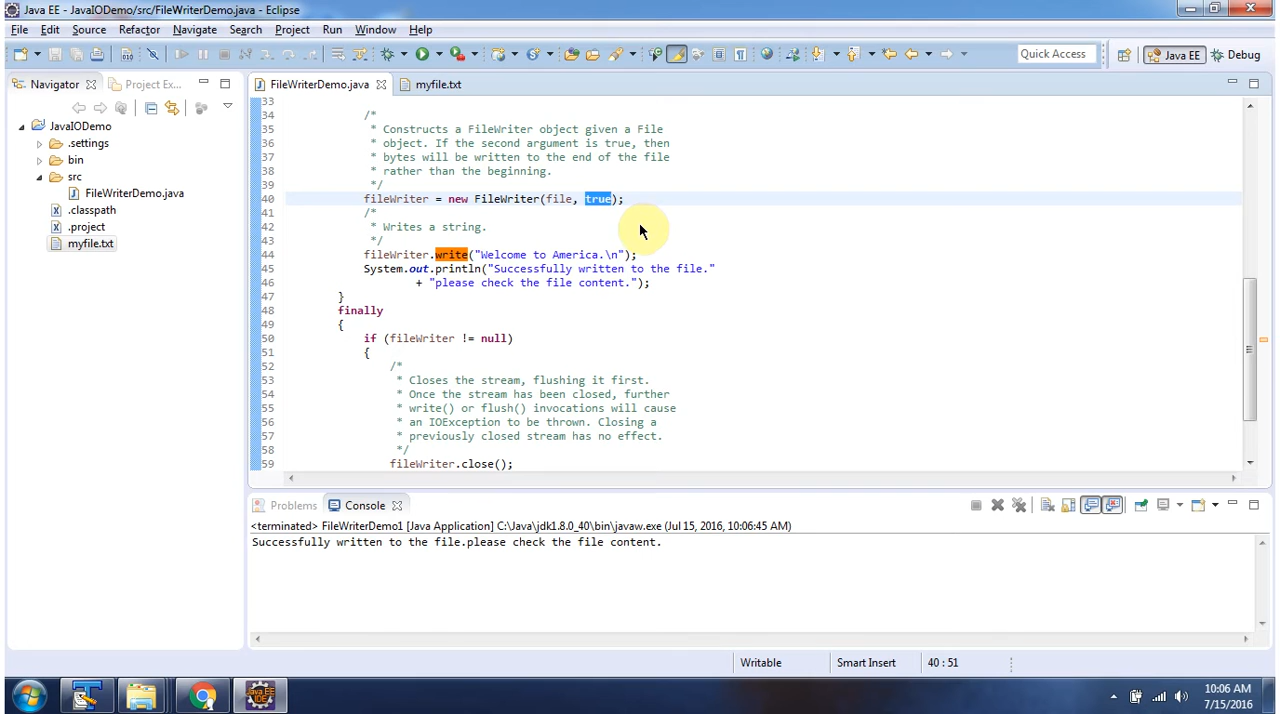 Java EE - JavaIODemo/src/FileWriterDemo.java - Eclipse
File Edit Source Refactor Navigate Search Project Run Window Help
Quick Access Java EE Debug
Navigator Project Ex... FileWriterDemo.java myfile.txt
JavaIODemo
.settings
bin
src
FileWriterDemo.java
.classpath
.project
myfile.txt
33
34 /*
35 * Constructs a FileWriter object given a File
36 * object. If the second argument is true, then
37 * bytes will be written to the end of the file
38 * rather than the beginning.
39 */
40 fileWriter = new FileWriter(file, true);
41 /*
42 * Writes a string.
43 */
44 fileWriter.write("Welcome to America.\n");
45 System.out.println("Successfully written to the file."
46 + "please check the file content.");
47 }
48 finally
49 {
50 if (fileWriter != null)
51 {
52 /*
53 * Closes the stream, flushing it first.
54 * Once the stream has been closed, further
55 * write() or flush() invocations will cause
56 * an IOException to be thrown. Closing a
57 * previously closed stream has no effect.
58 */
59 fileWriter.close();
Problems Console
<terminated> FileWriterDemo1 [Java Application] C:\Java\jdk1.8.0_40\bin\javaw.exe (Jul 15, 2016, 10:06:45 AM)
Successfully written to the file.please check the file content.
Writable Smart Insert 40 : 51
Java EE
IDE
10:06 AM
7/15/2016